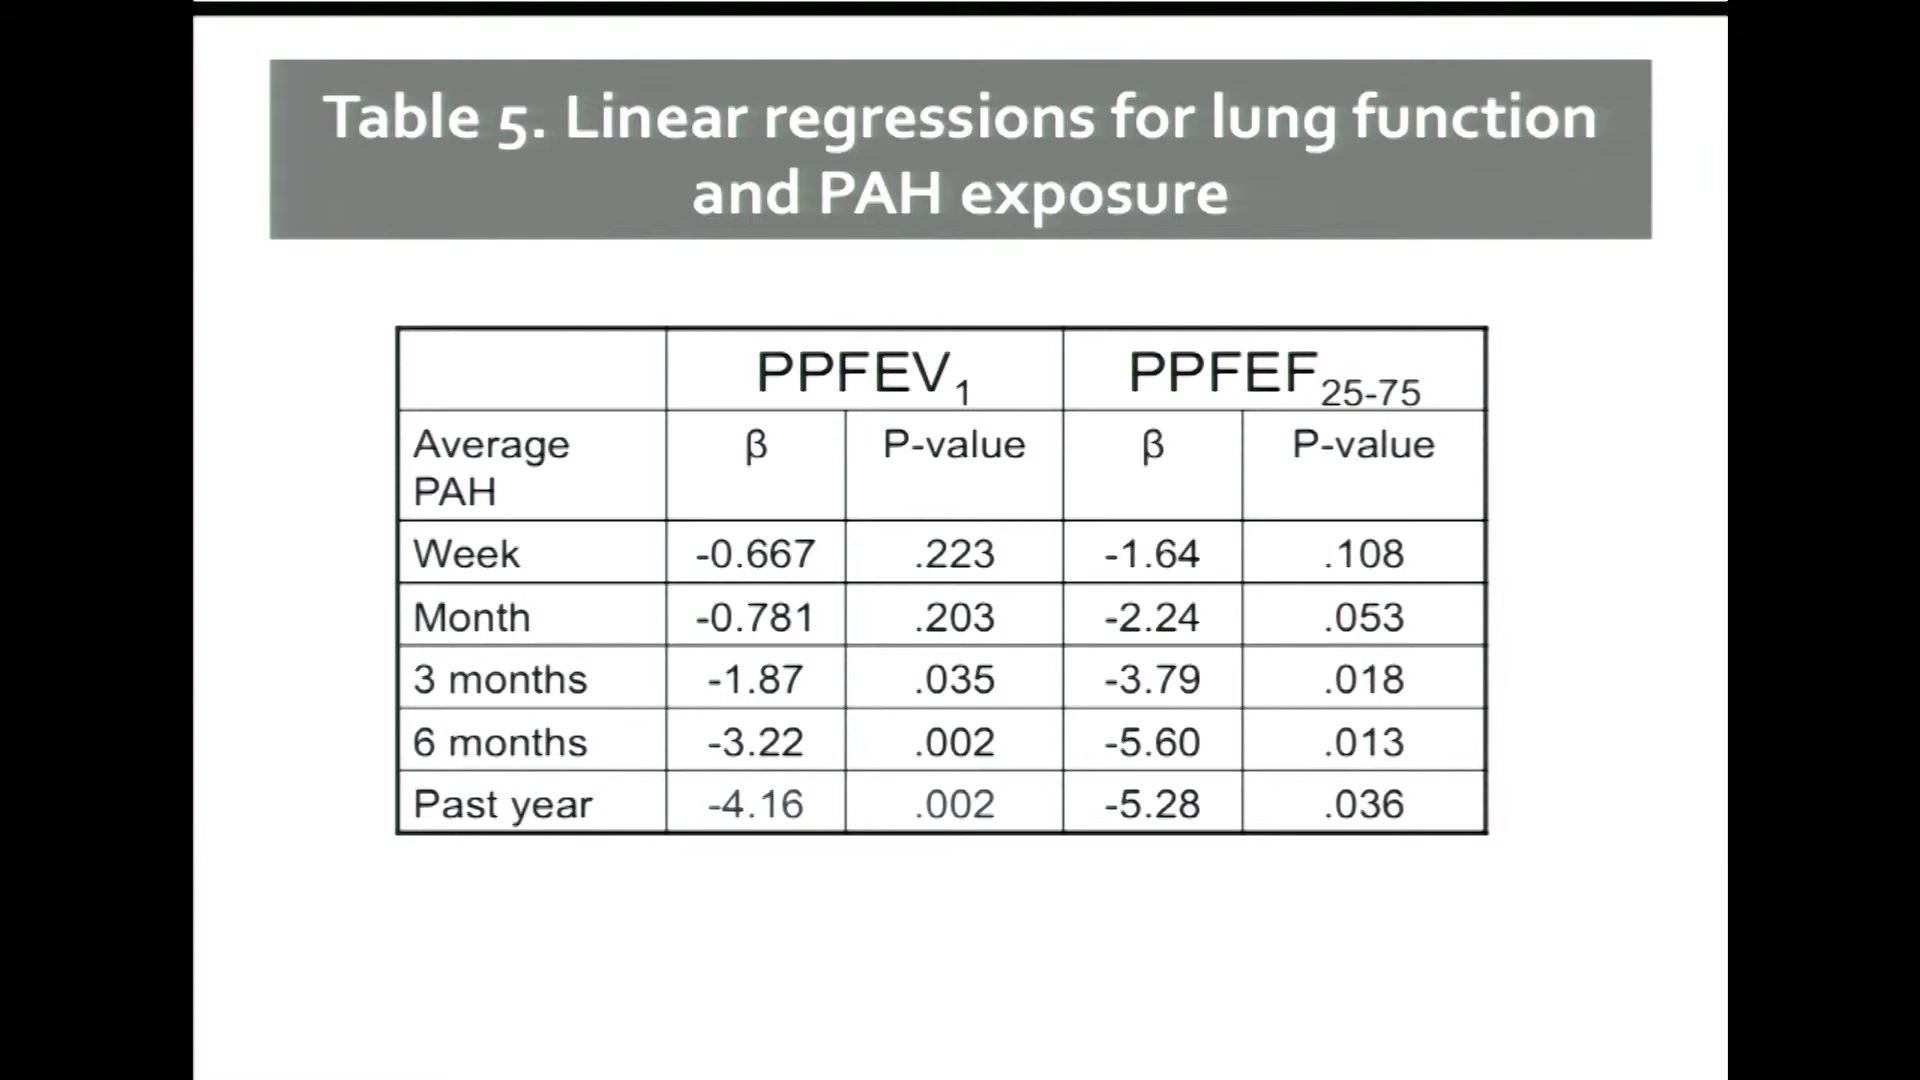 Table 5. Linear regressions for lung function
and PAH exposure
PPFEV1 PPFEF25-75
Average PAH β P-value β P-value
Week -0.667 .223 -1.64 .108
Month -0.781 .203 -2.24 .053
3 months -1.87 .035 -3.79 .018
6 months -3.22 .002 -5.60 .013
Past year -4.16 .002 -5.28 .036